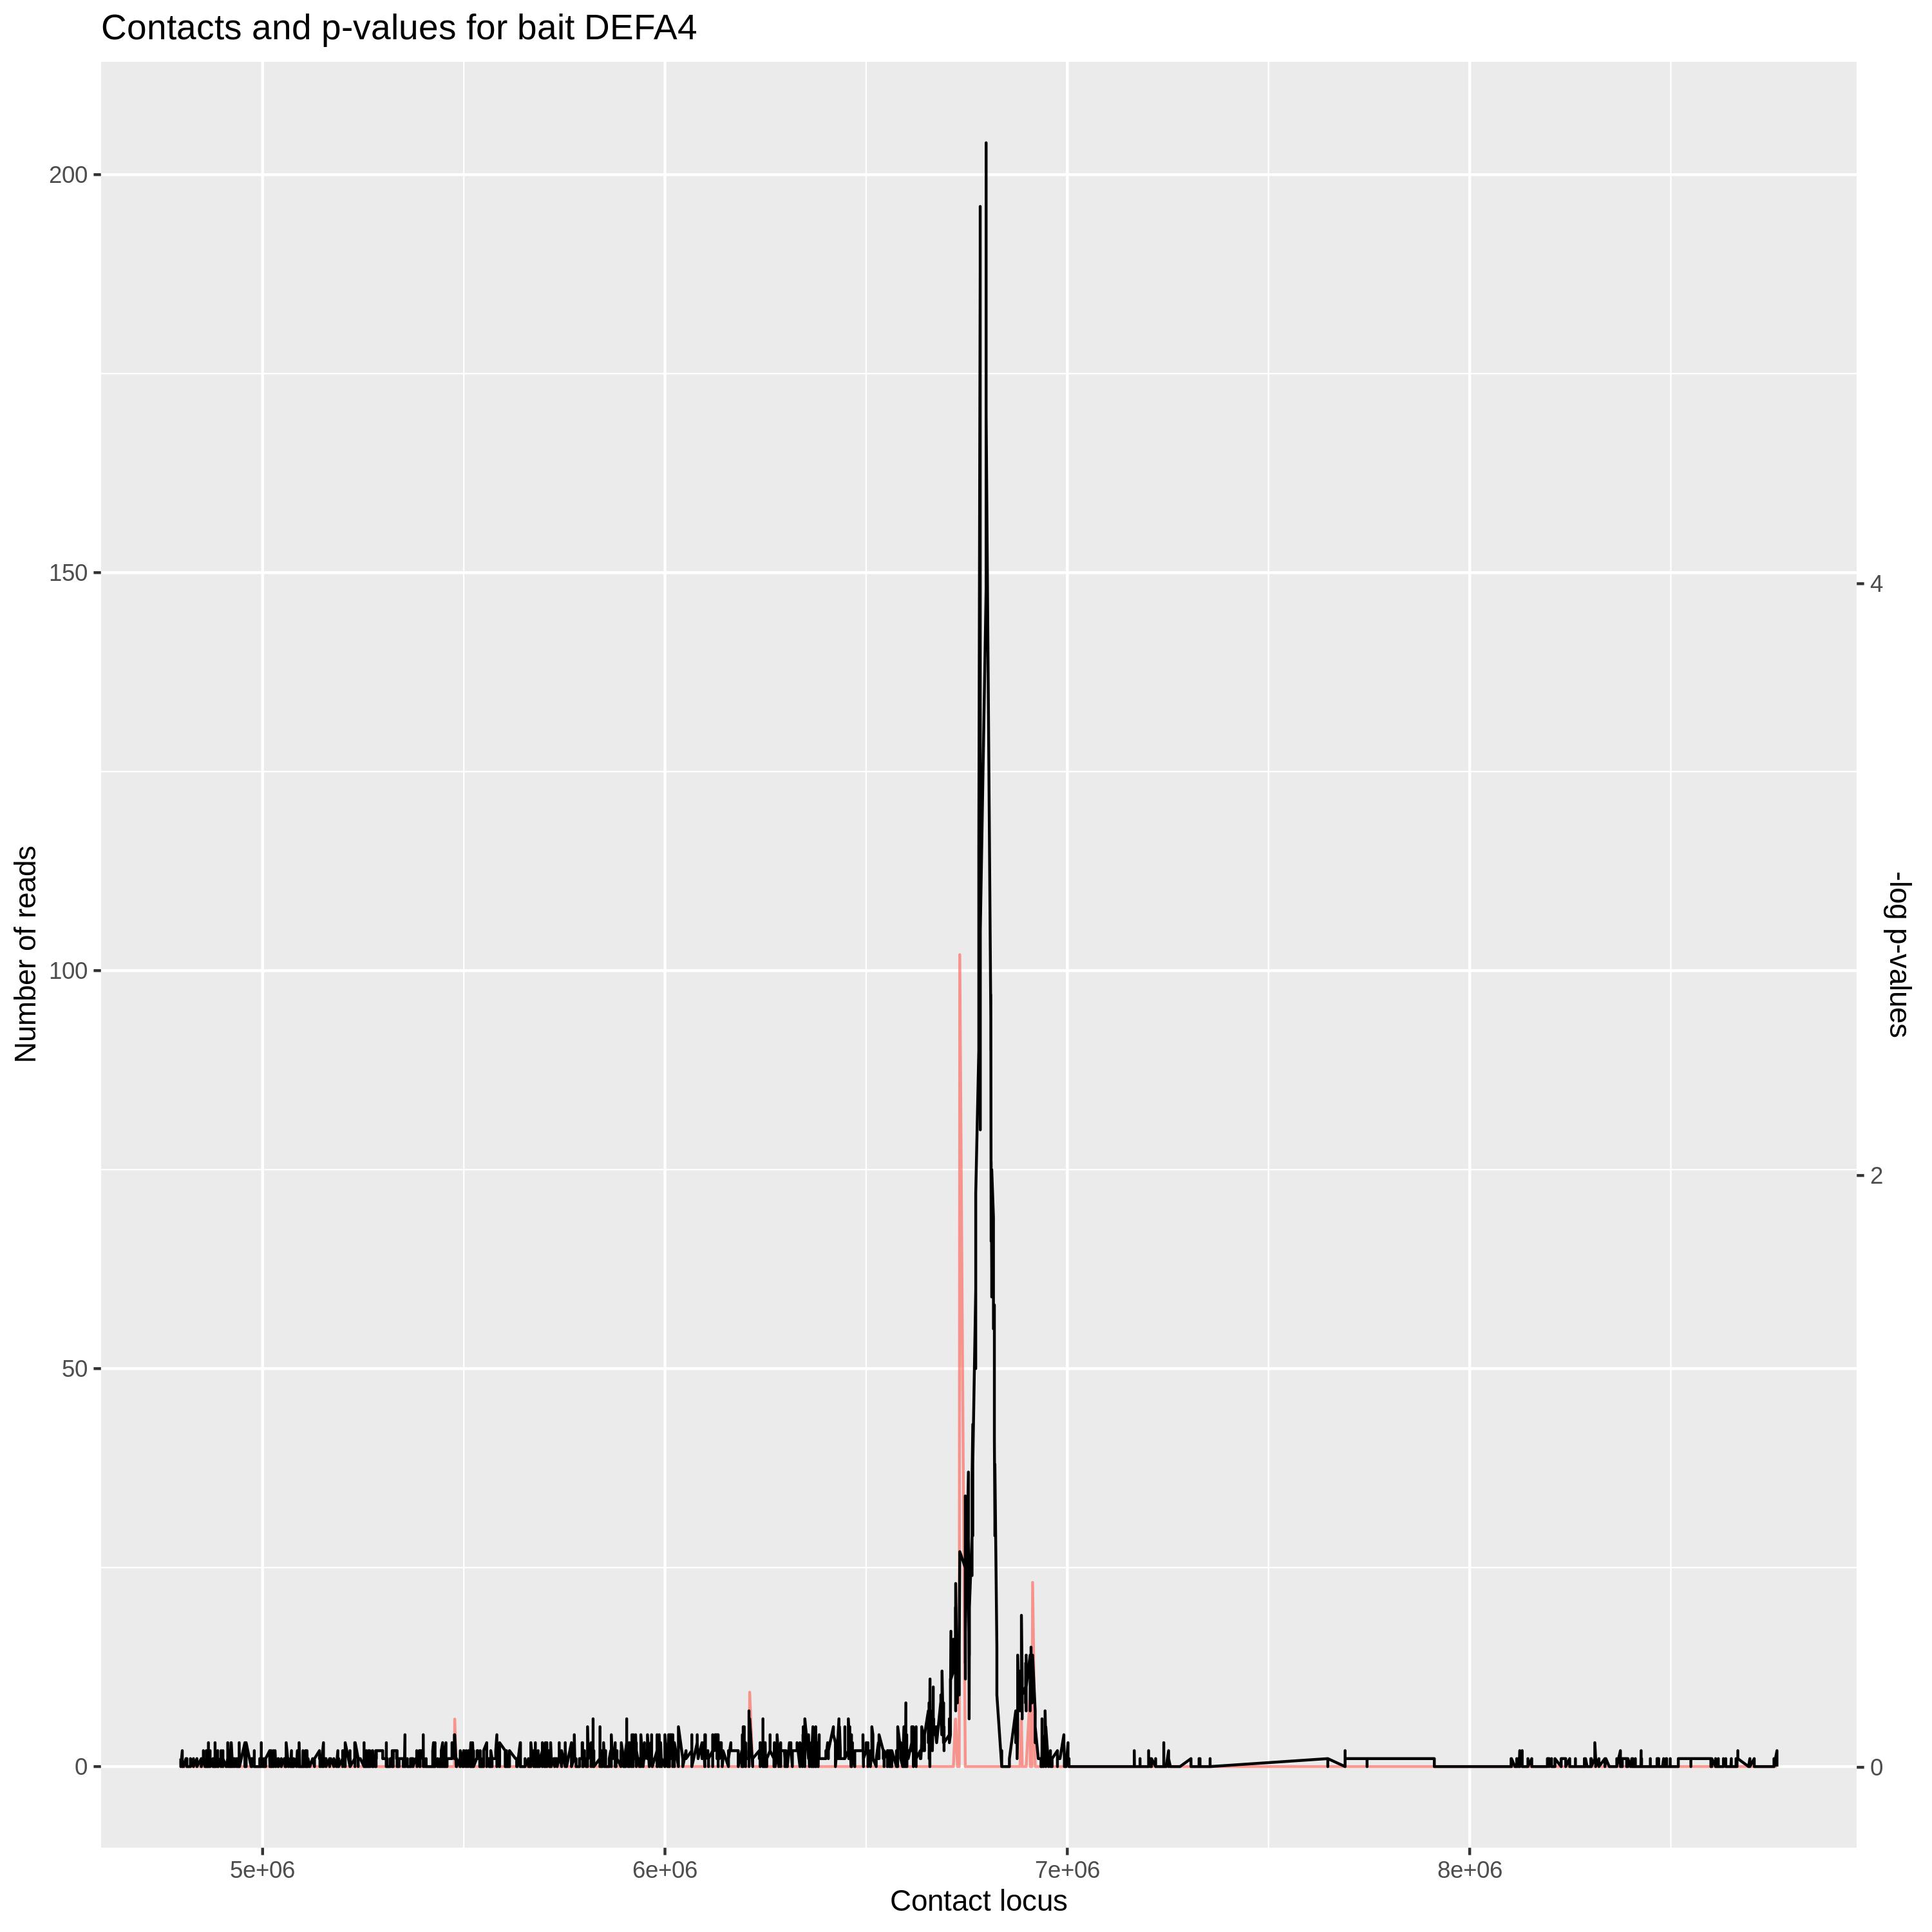 Contacts and p-values for bait DEFA4
200
150
100
50
0
Number of reads
4
2
0
-log p-values
5e+06
6e+06
7e+06
8e+06
Contact locus